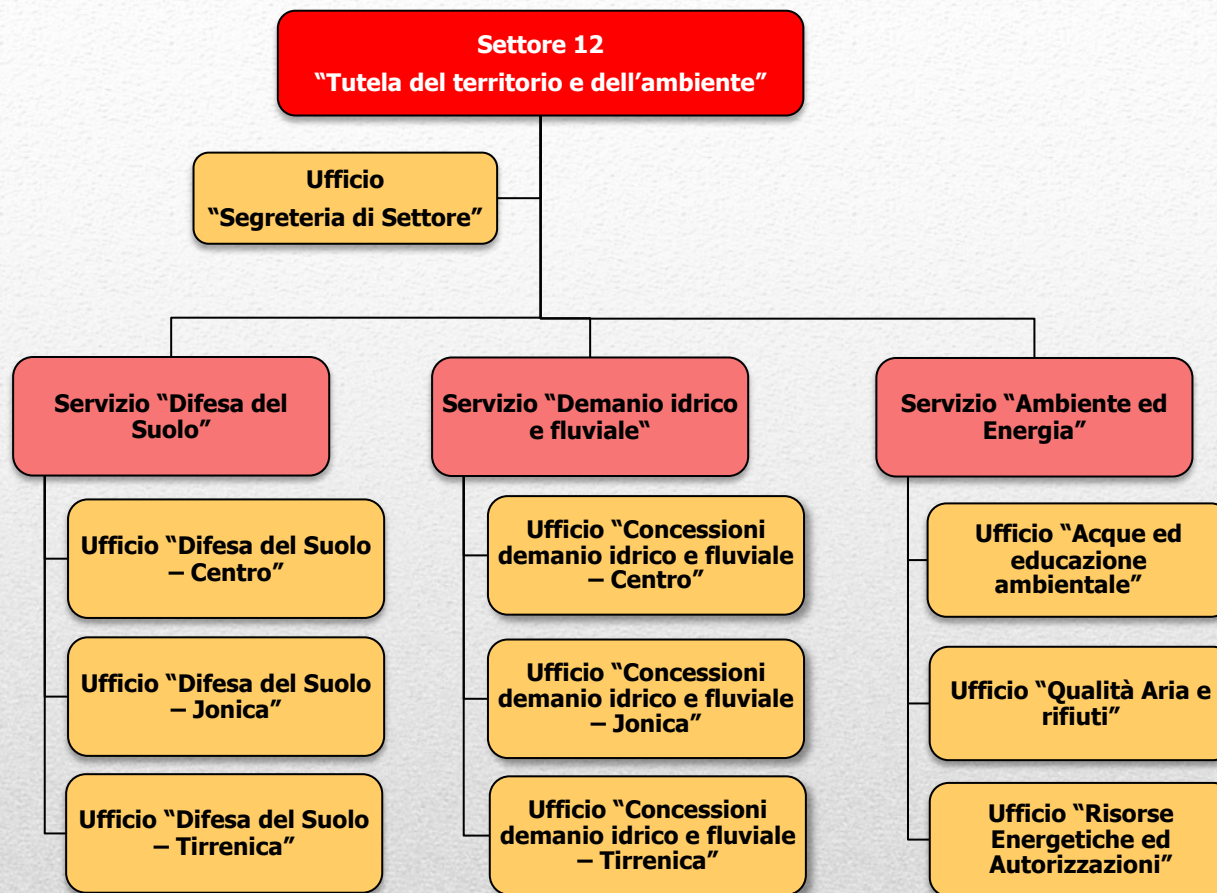 Settore 12
“Tutela del territorio e dell’ambiente”
Ufficio
“Segreteria di Settore”
Servizio “Difesa del
Suolo”
Ufficio “Difesa del Suolo
– Centro”
Ufficio “Difesa del Suolo
– Jonica”
Ufficio “Difesa del Suolo
– Tirrenica”
Servizio “Demanio idrico
e fluviale“
Ufficio “Concessioni
demanio idrico e fluviale
– Centro”
Ufficio “Concessioni
demanio idrico e fluviale
– Jonica”
Ufficio “Concessioni
demanio idrico e fluviale
– Tirrenica”
Servizio “Ambiente ed
Energia”
Ufficio “Acque ed
educazione
ambientale”
Ufficio “Qualità Aria e
rifiuti”
Ufficio “Risorse
Energetiche ed
Autorizzazioni”